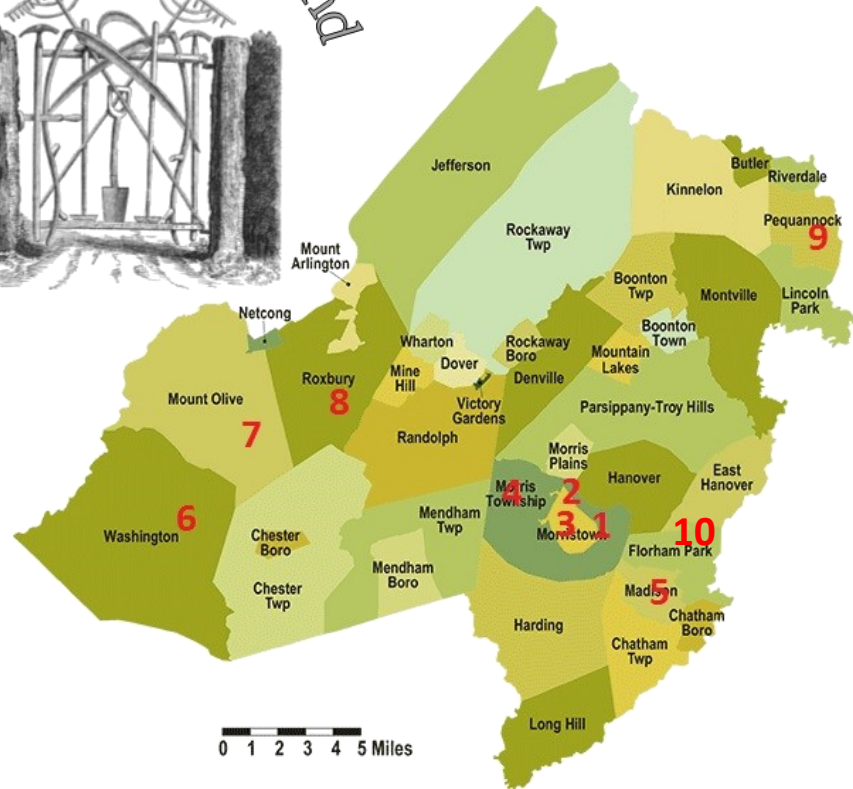 nd
Jefferson
Butler
Riverdale
Kinnelon
Pequannock
9
Rockaway
Twp
Mount
Arlington
Boonton
Twp
Montville
Lincoln
Park
Netcong
Boonton
Town
Wharton
Rockaway
Boro
Mountain
Lakes
Dover
Mine
Hill
Denville
Roxbury
8
Mount Olive
7
Victory
Gardens
Parsippany-Troy Hills
Randolph
Morris
Plains
Hanover
East
Hanover
Morris
Township
4
2
3
1
Morristown
Mendham
Twp
6
Washington
Chester
Boro
10
Florham Park
Mendham
Boro
Chester
Twp
Madison
5
Chatham
Boro
Harding
Chatham
Twp
Long Hill
0 1 2 3 4 5 Miles